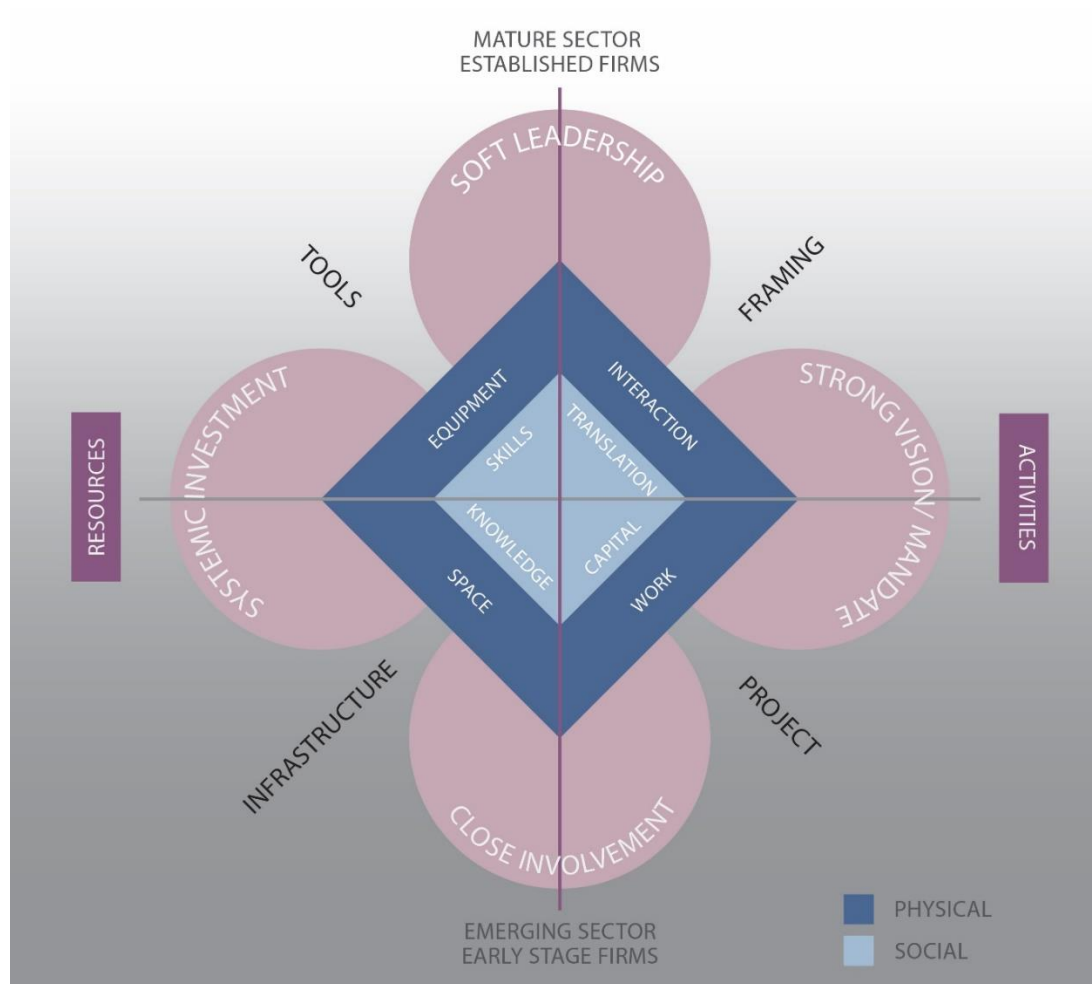 MATURE SECTOR
ESTABLISHED FIRMS
SOFT LEADERSHIP
TOOLS
FRAMING
SYSTEMIC INVESTMENT
STRONG VISION/ MANDATE
EQUIPMENT
INTERACTION
SKILLS
TRANSLATION
RESOURCES
ACTIVITIES
KNOWLEDGE
CAPITAL
SPACE
WORK
INFRASTRUCTURE
PROJECT
CLOSE INVOLVEMENT
EMERGING SECTOR
EARLY STAGE FIRMS
PHYSICAL
SOCIAL